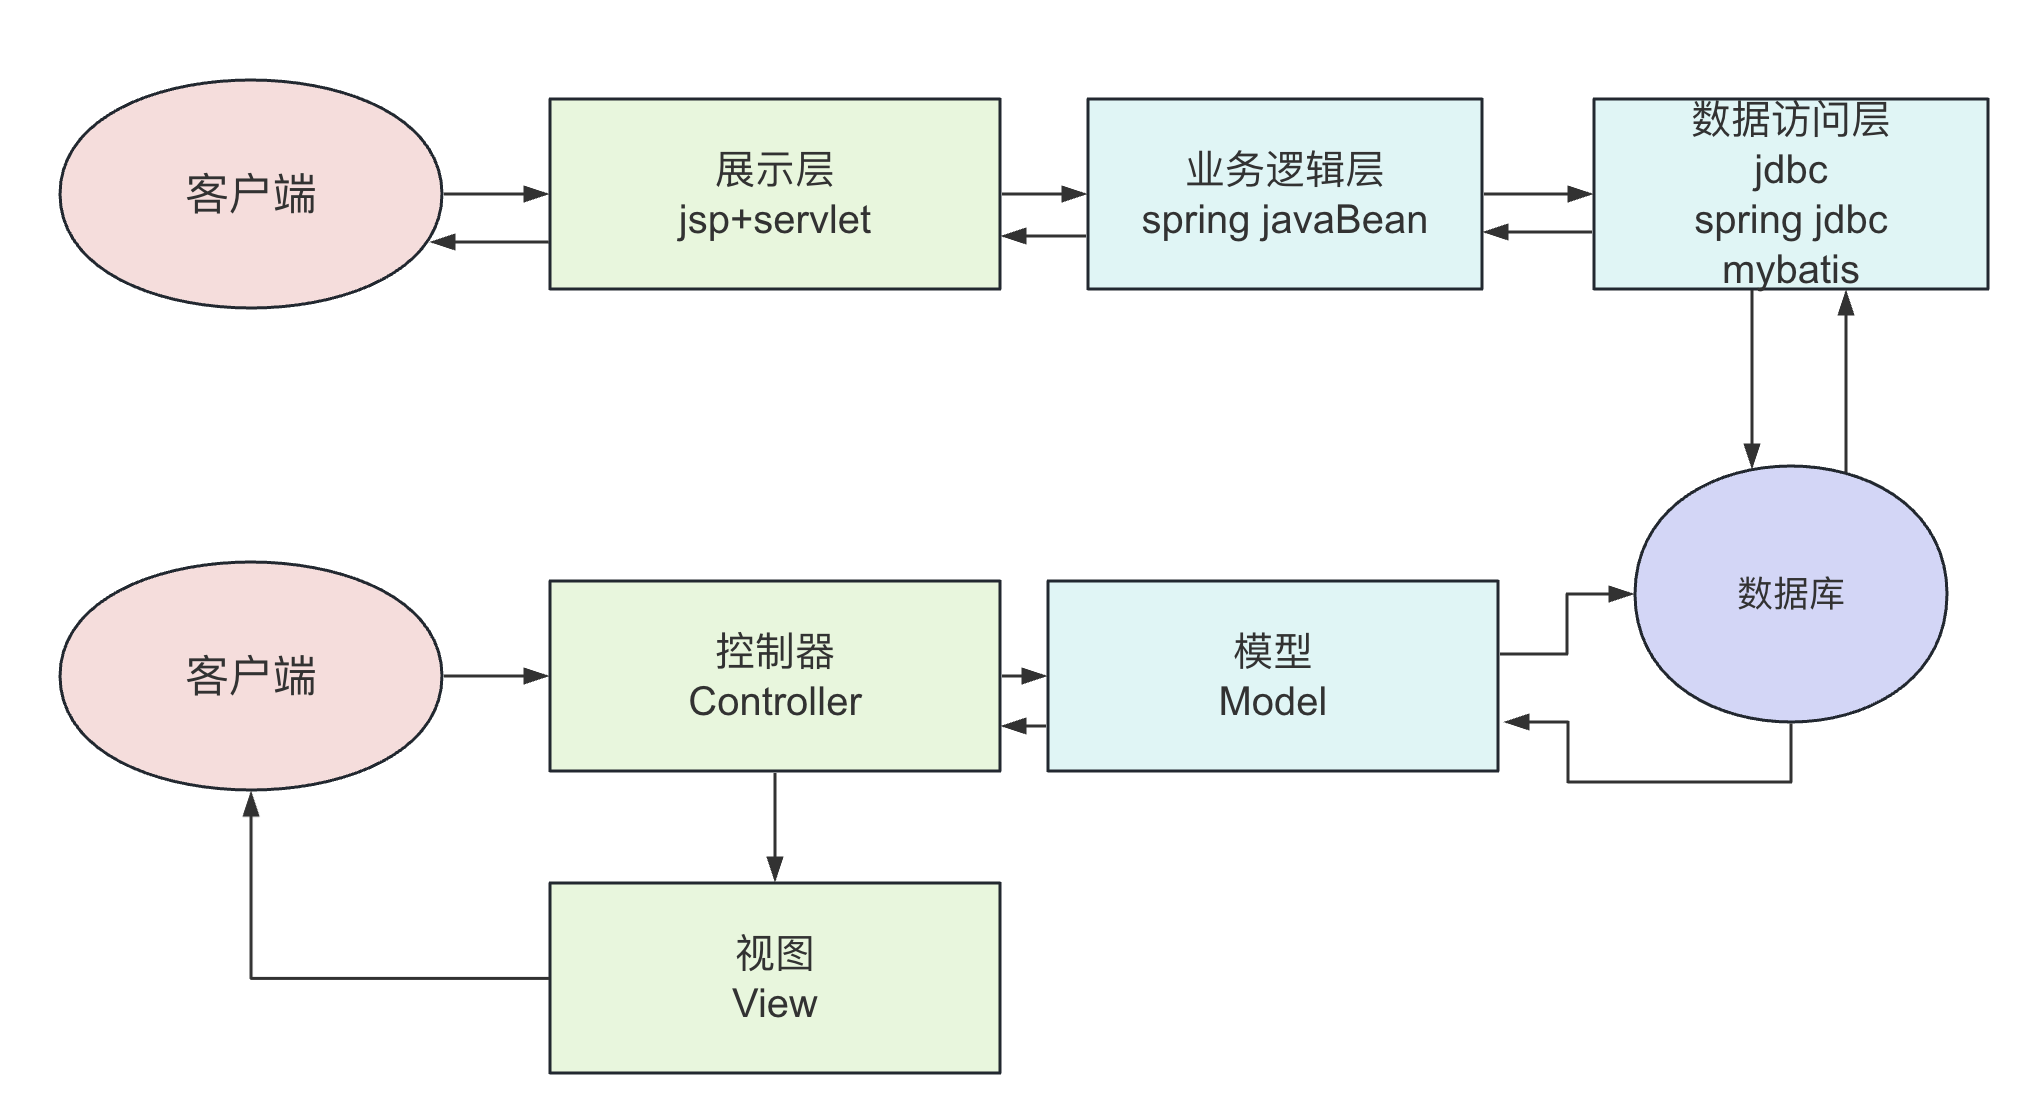 客户端
展示层
jsp+servlet
业务逻辑层
spring javaBean
数据访问层
jdbc
spring jdbc
mybatis
数据库
客户端
控制器
Controller
模型
Model
视图
View